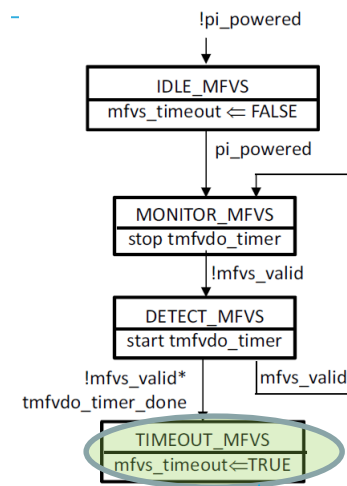 !pi_powered
IDLE_MFVS
mfvs_timeout ⇐ FALSE
pi_powered
MONITOR_MFVS
stop tmfvdo_timer
!mfvs_valid
DETECT_MFVS
start tmfvdo_timer
!mfvs_valid*
tmfvdo_timer_done
mfvs_valid
TIMEOUT_MFVS
mfvs_timeout⇐TRUE